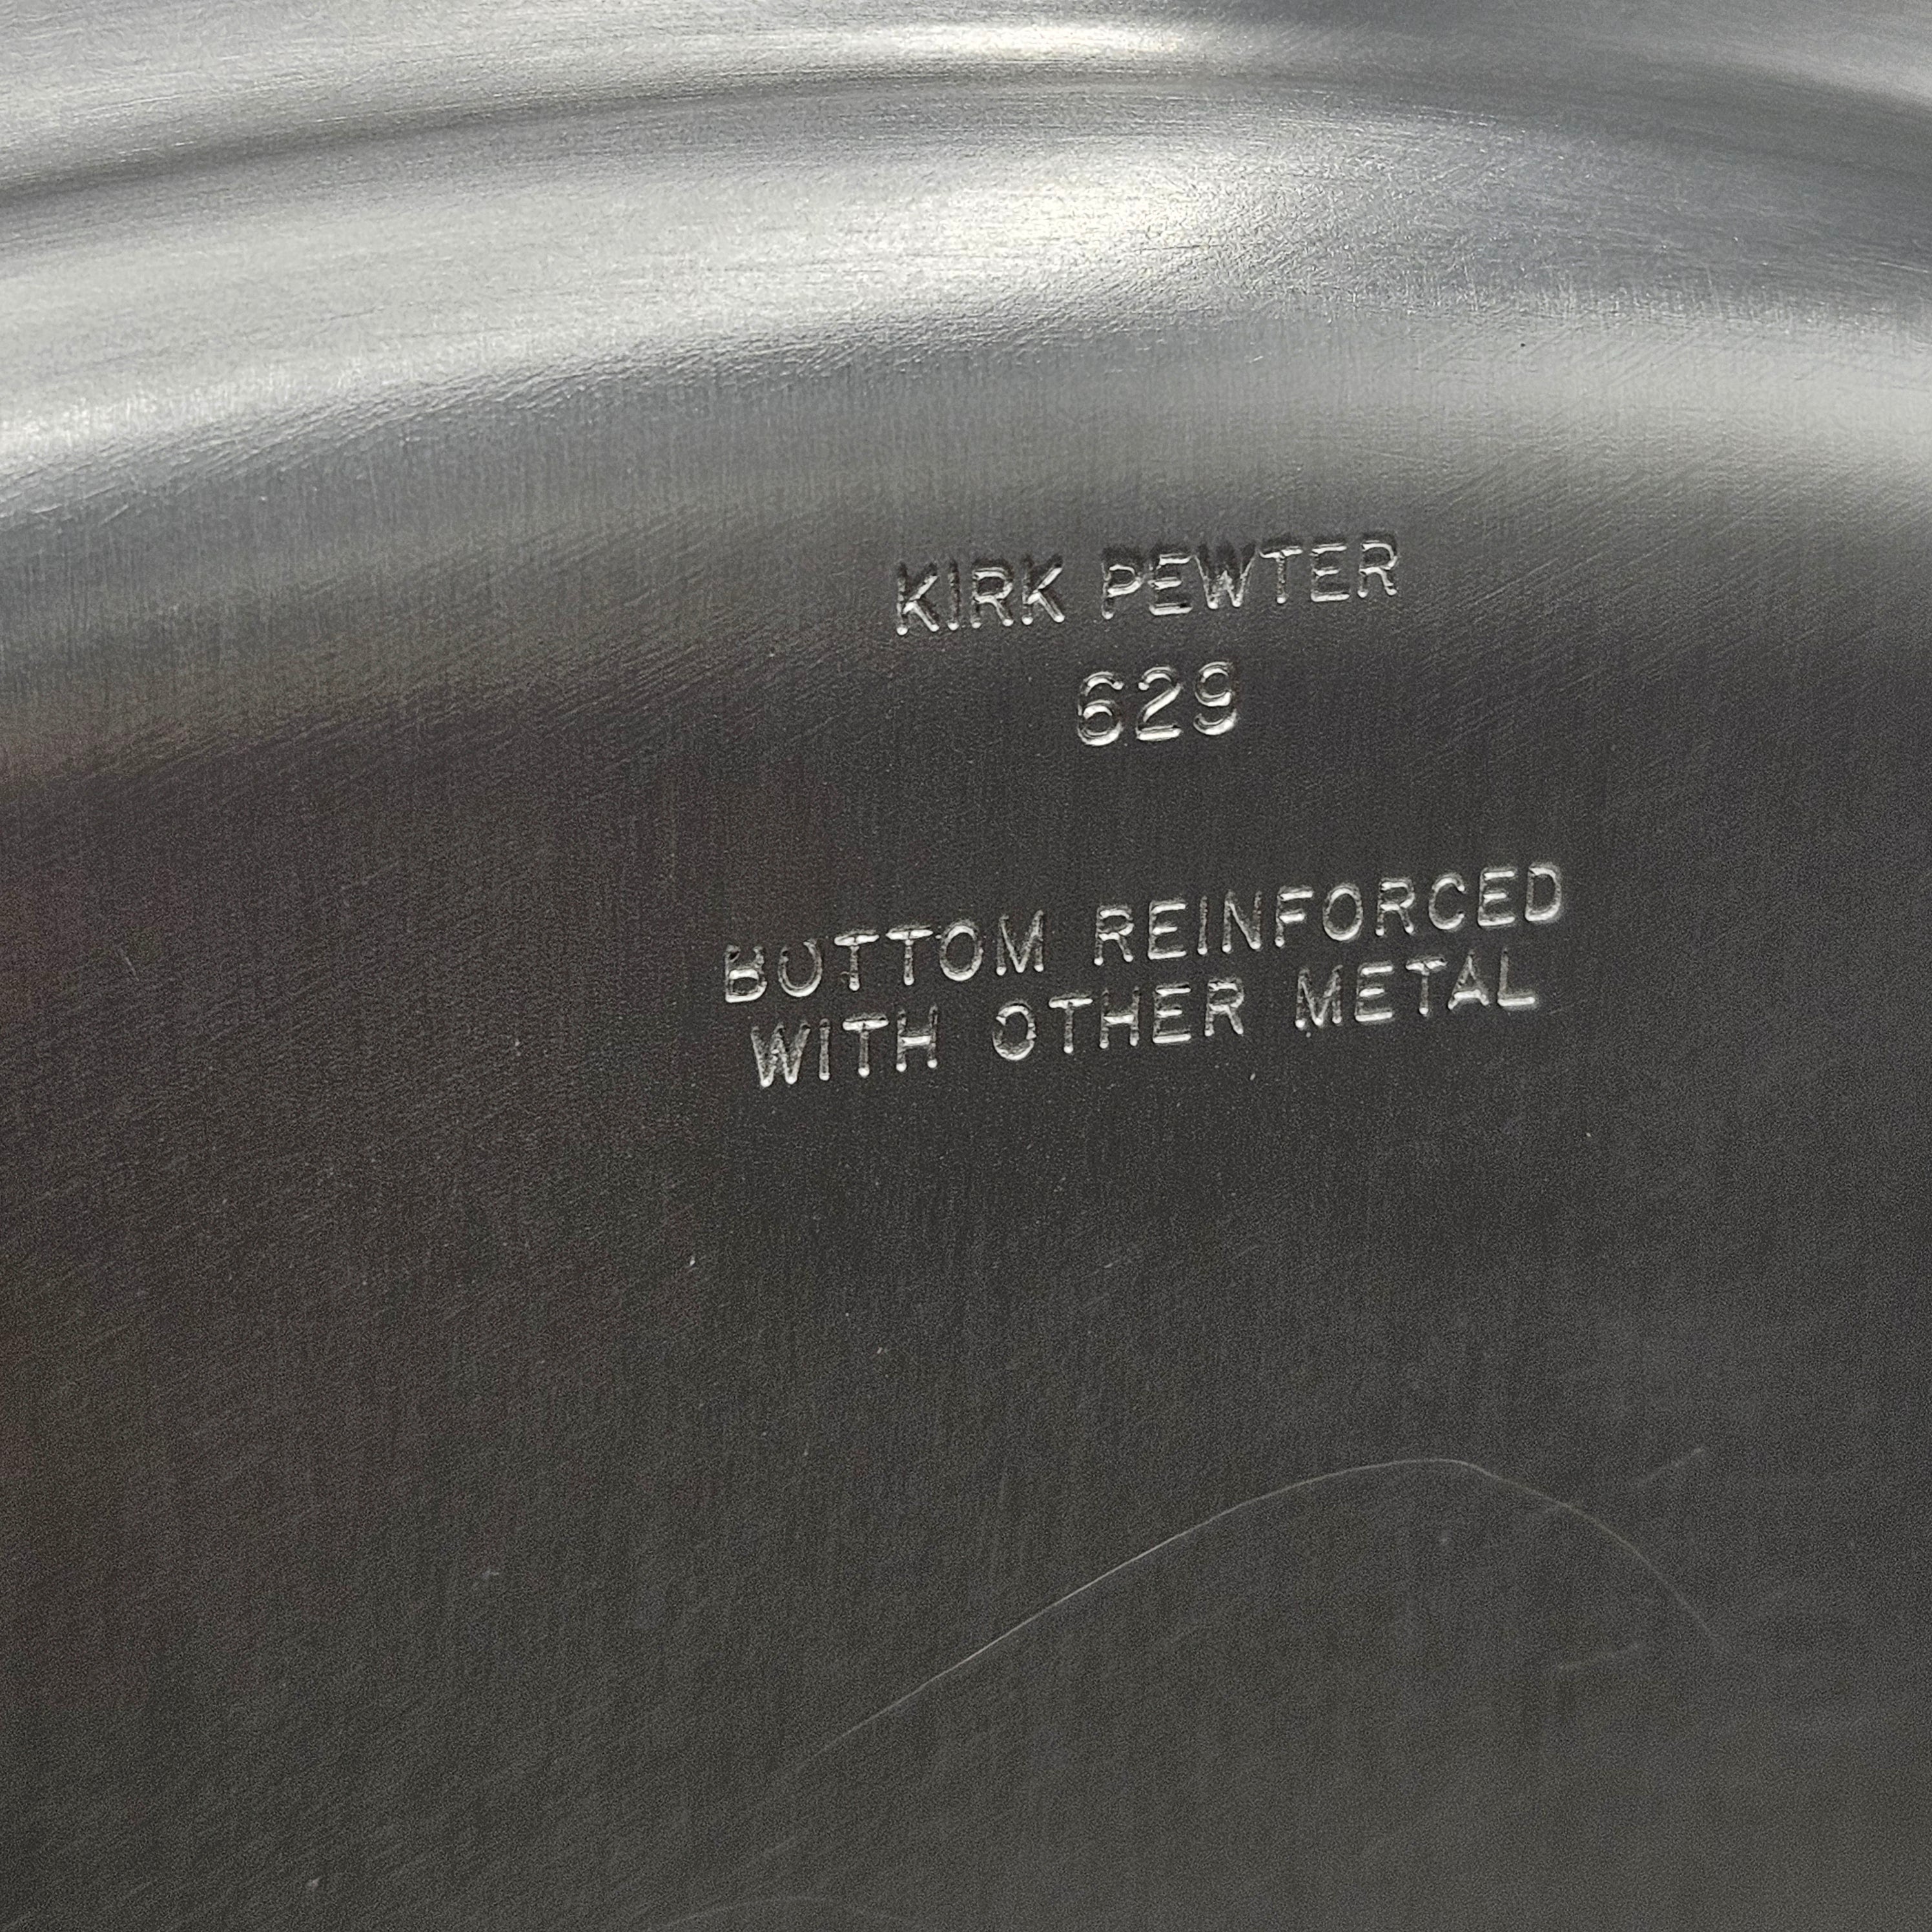 KIRK PEWTER
629
BOTTOM REINFORCED
WITH OTHER METAL